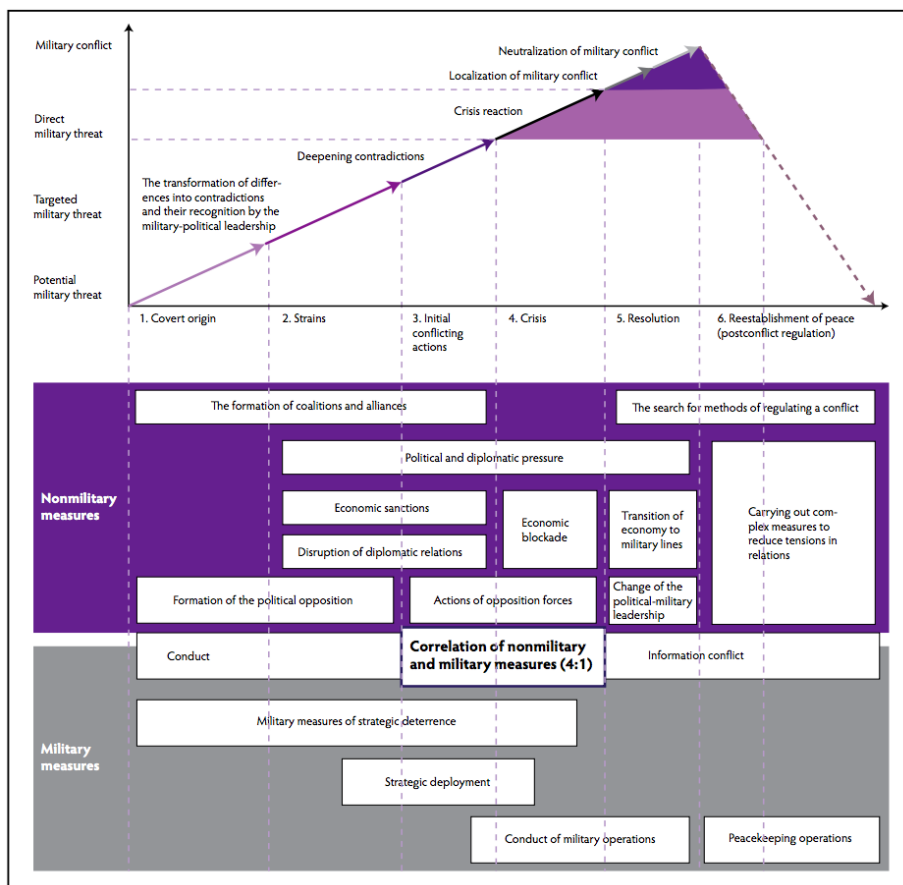 Military conflict
Neutralization of military conflict
Localization of military conflict
Crisis reaction
Direct
military threat
Deepening contradictions
The transformation of differ-
ences into contradictions
and their recognition by the
military-political leadership
Targeted
military threat
Potential
military threat
1. Covert origin
2. Strains
3. Initial
conflicting
actions
4. Crisis
5. Resolution
6. Reestablishment of peace
(postconflict regulation)
Nonmilitary
measures
The formation of coalitions and alliances
The search for methods of regulating a conflict
Political and diplomatic pressure
Economic sanctions
Disruption of diplomatic relations
Economic
blockade
Transition of
economy to
military lines
Carrying out com-
plex measures to
reduce tensions in
relations
Formation of the political opposition
Actions of opposition forces
Change of the
political-military
leadership
Conduct
Correlation of nonmilitary
and military measures (4:1)
Information conflict
Military
measures
Military measures of strategic deterrence
Strategic deployment
Conduct of military operations
Peacekeeping operations